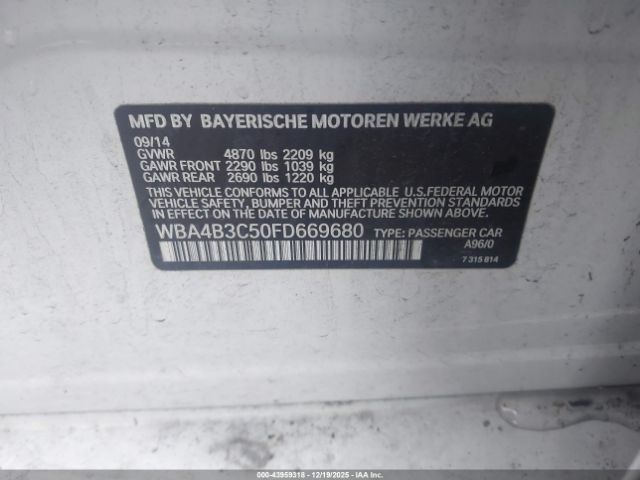 MFD BY BAYERISCHE MOTOREN WERKE AG
09/14
GVWR 4870 lbs 2209 kg
GAWR FRONT 2290 lbs 1039 kg
GAWR REAR 2690 lbs 1220 kg
THIS VEHICLE CONFORMS TO ALL APPLICABLE U.S.FEDERAL MOTOR
VEHICLE SAFETY, BUMPER AND THEFT PREVENTION STANDARDS
IN EFFECT ON THE DATE OF MANUFACTURE SHOWN ABOVE.
WBA4B3C50FD669680 TYPE: PASSENGER CAR
A96/0
7 315 814
000-43959318 - 12/19/2025 - IAAI.COM